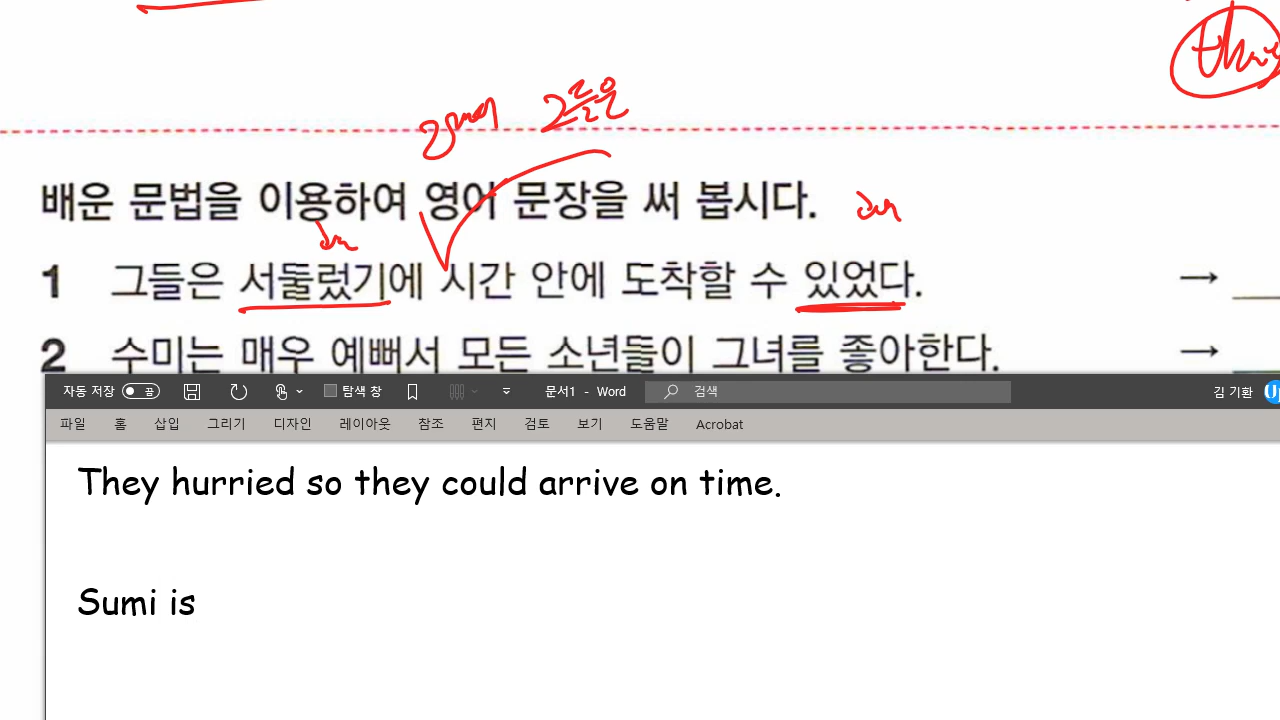 그들은
배운 문법을 이용하여 영어 문장을 써 봅시다.
1 그들은 서둘렀기에 시간 안에 도착할 수 있었다. →
2 수미는 매우 예뻐서 모든 소년들이 그녀를 좋아한다. →
자동 저장 끔 탐색 창 문서1 - Word 검색 김 기환
파일 홈 삽입 그리기 디자인 레이아웃 참조 편지 검토 보기 도움말 Acrobat
They hurried so they could arrive on time.
Sumi is